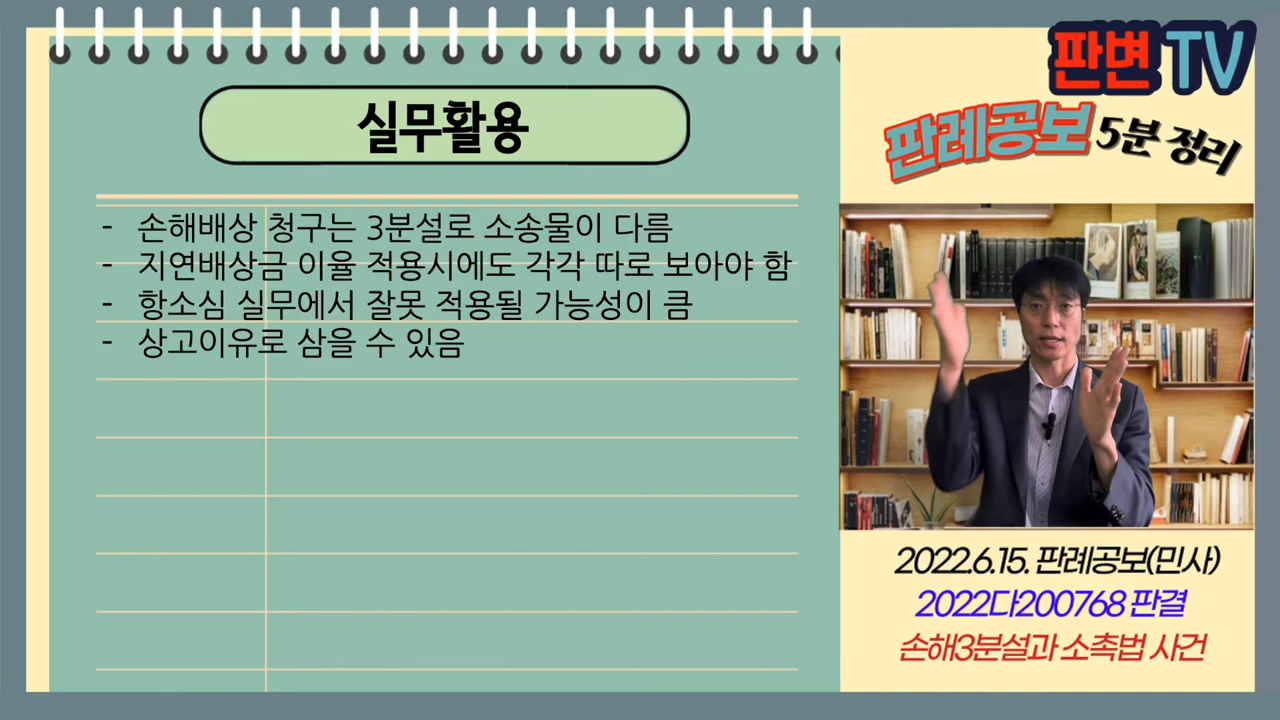 판변 TV
판례공보 5분 정리
실무활용
- 손해배상 청구는 3분설로 소송물이 다름
- 지연배상금 이율 적용시에도 각각 따로 보아야 함
- 항소심 실무에서 잘못 적용될 가능성이 큼
- 상고이유로 삼을 수 있음
2022.6.15. 판례공보(민사)
2022다200768 판결
손해3분설과 소촉법 사건